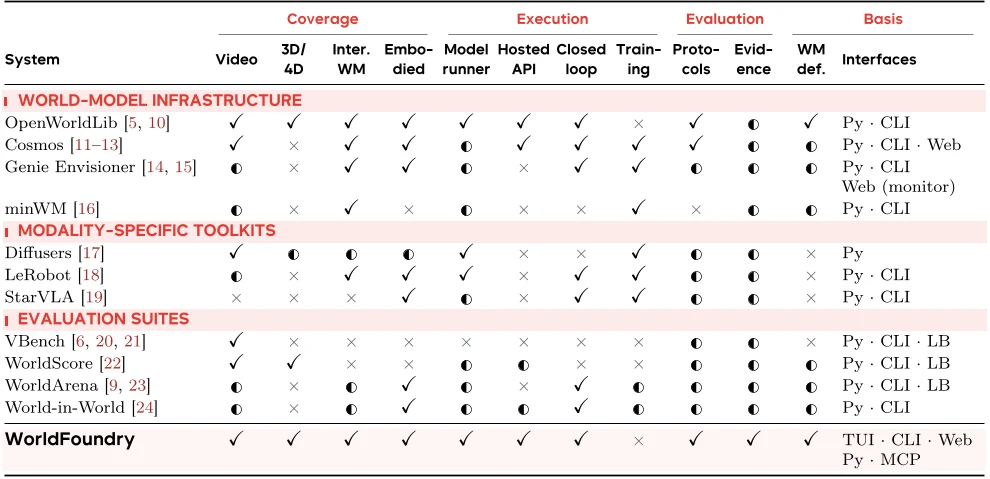 Coverage Execution Evaluation Basis
System Video 3D/ 4D Inter. WM Embo- died Model runner Hosted API Closed loop Train- ing Proto- cols Evid- ence WM def. Interfaces
WORLD-MODEL INFRASTRUCTURE
OpenWorldLib [5, 10] ✓ ✓ ✓ ✓ ✓ ✓ ✓ × ✓ ◐ ✓ Py · CLI
Cosmos [11–13] ✓ × ✓ ✓ ◐ ✓ ✓ ✓ ✓ ◐ ◐ Py · CLI · Web
Genie Envisioner [14, 15] ◐ × ✓ ✓ ◐ × ✓ ✓ ◐ ◐ ◐ Py · CLI
Web (monitor)
minWM [16] ◐ × ✓ × ◐ × × ✓ × ◐ ◐ Py · CLI
MODALITY-SPECIFIC TOOLKITS
Diffusers [17] ✓ ◐ ◐ ◐ ✓ × × ✓ ◐ ◐ × Py
LeRobot [18] ◐ × ✓ ✓ ✓ × ✓ ✓ ◐ ◐ × Py · CLI
StarVLA [19] × × × ✓ ◐ × ✓ ✓ ◐ ◐ × Py · CLI
EVALUATION SUITES
VBench [6, 20, 21] ✓ × × × × × × × ◐ ◐ × Py · CLI · LB
WorldScore [22] ✓ ✓ × × ◐ ◐ × × ◐ ◐ ◐ Py · CLI · LB
WorldArena [9, 23] ◐ × ◐ ✓ ◐ × ✓ ◐ ◐ ◐ ◐ Py · CLI · LB
World-in-World [24] ◐ × ◐ ✓ ◐ ◐ ✓ ◐ ◐ ◐ ◐ Py · CLI
WorldFoundry ✓ ✓ ✓ ✓ ✓ ✓ ✓ × ✓ ✓ ✓ TUI · CLI · Web
Py · MCP